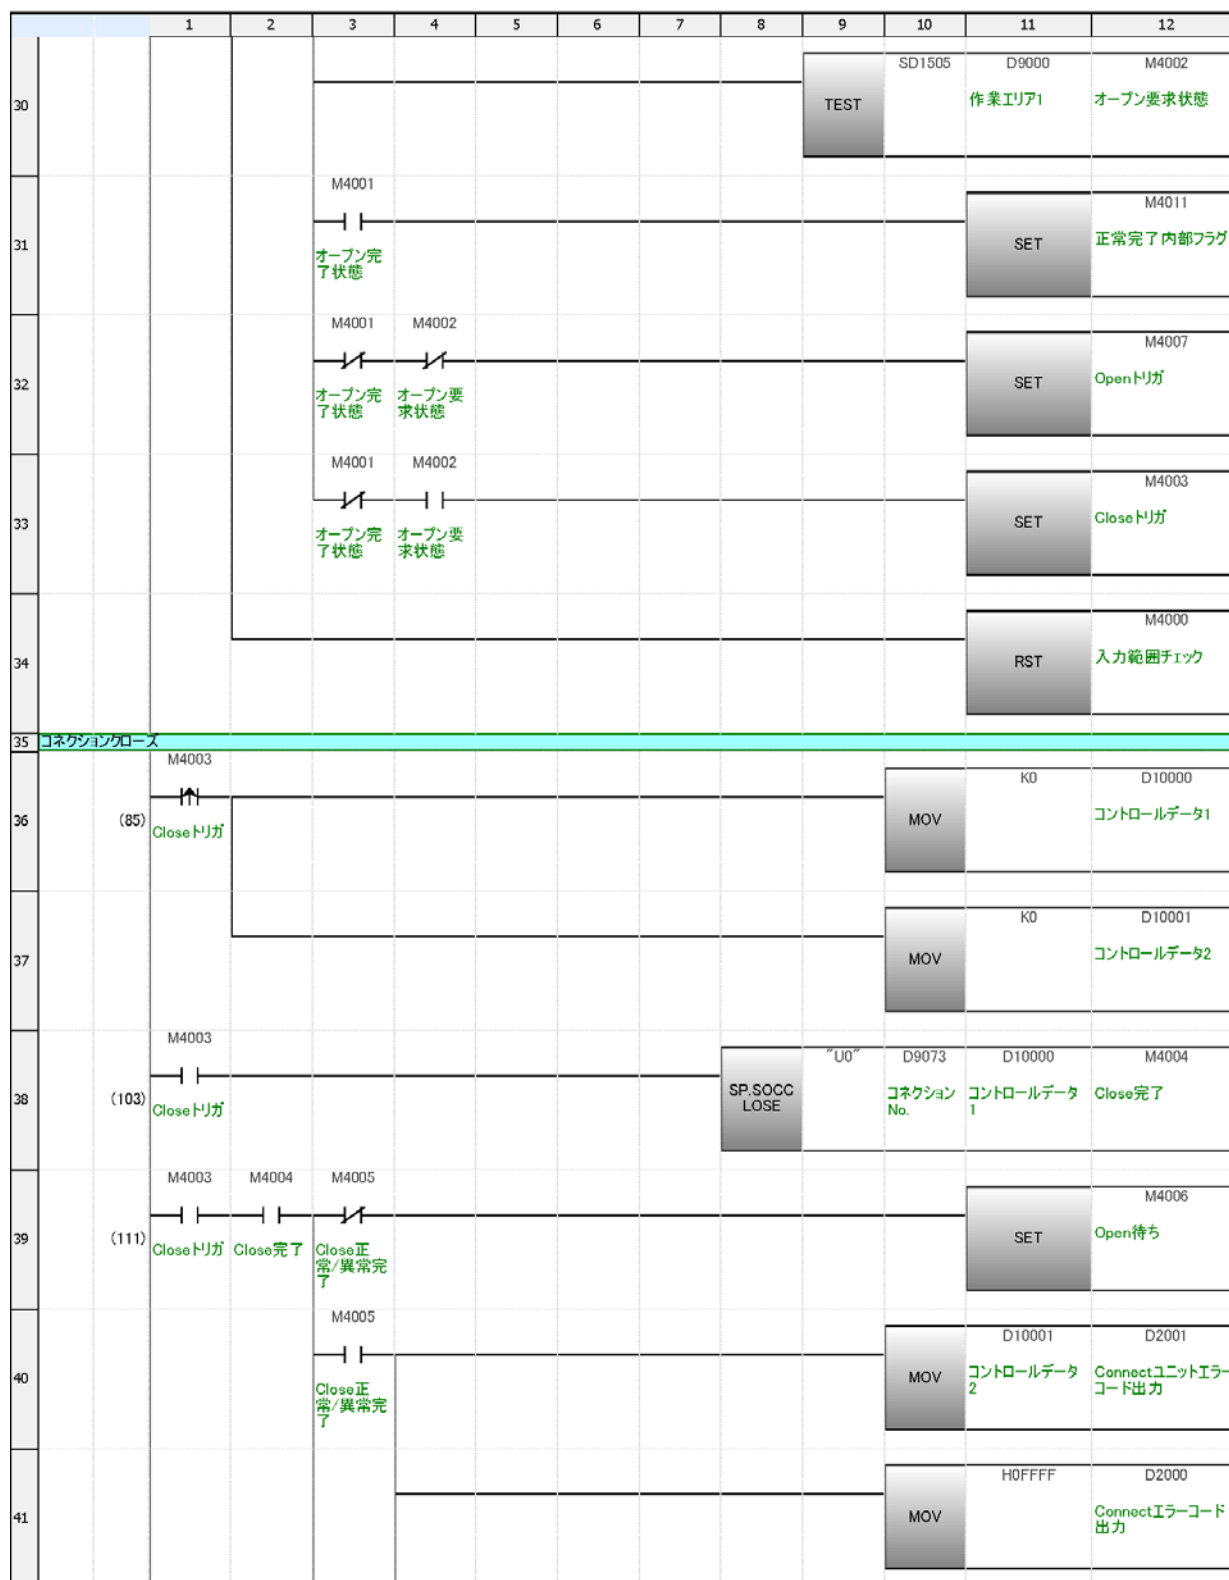 1 2 3 4 5 6 7 8 9 10 11 12
SD1505 D9000 M4002
30 TEST 作業エリア1 オープン要求状態
M4001 M4011
31 SET 正常完了内部フラグ
オープン完
了状態
M4001 M4002 M4007
32 SET Openトリガ
オープン完 オープン要
了状態 求状態
M4001 M4002 M4003
33 SET Closeトリガ
オープン完 オープン要
了状態 求状態
M4000
34 RST 入力範囲チェック
35 コネクションクローズ
M4003 K0 D10000
36 (85) Closeトリガ MOV コントロールデータ1
K0 D10001
37 MOV コントロールデータ2
M4003 "U0" D9073 D10000 M4004
38 (103) Closeトリガ SP.SOCC コネクション コントロールデータ Close完了
LOSE No. 1
M4003 M4004 M4005 M4006
39 (111) Closeトリガ Close完了 Close正 SET Open待ち
常/異常完
了
M4005 D10001 D2001
40 MOV コントロールデータ Connectユニットエラー
2 コード出力
Close正
常/異常完
了
H0FFFF D2000
41 MOV Connectエラーコード
出力